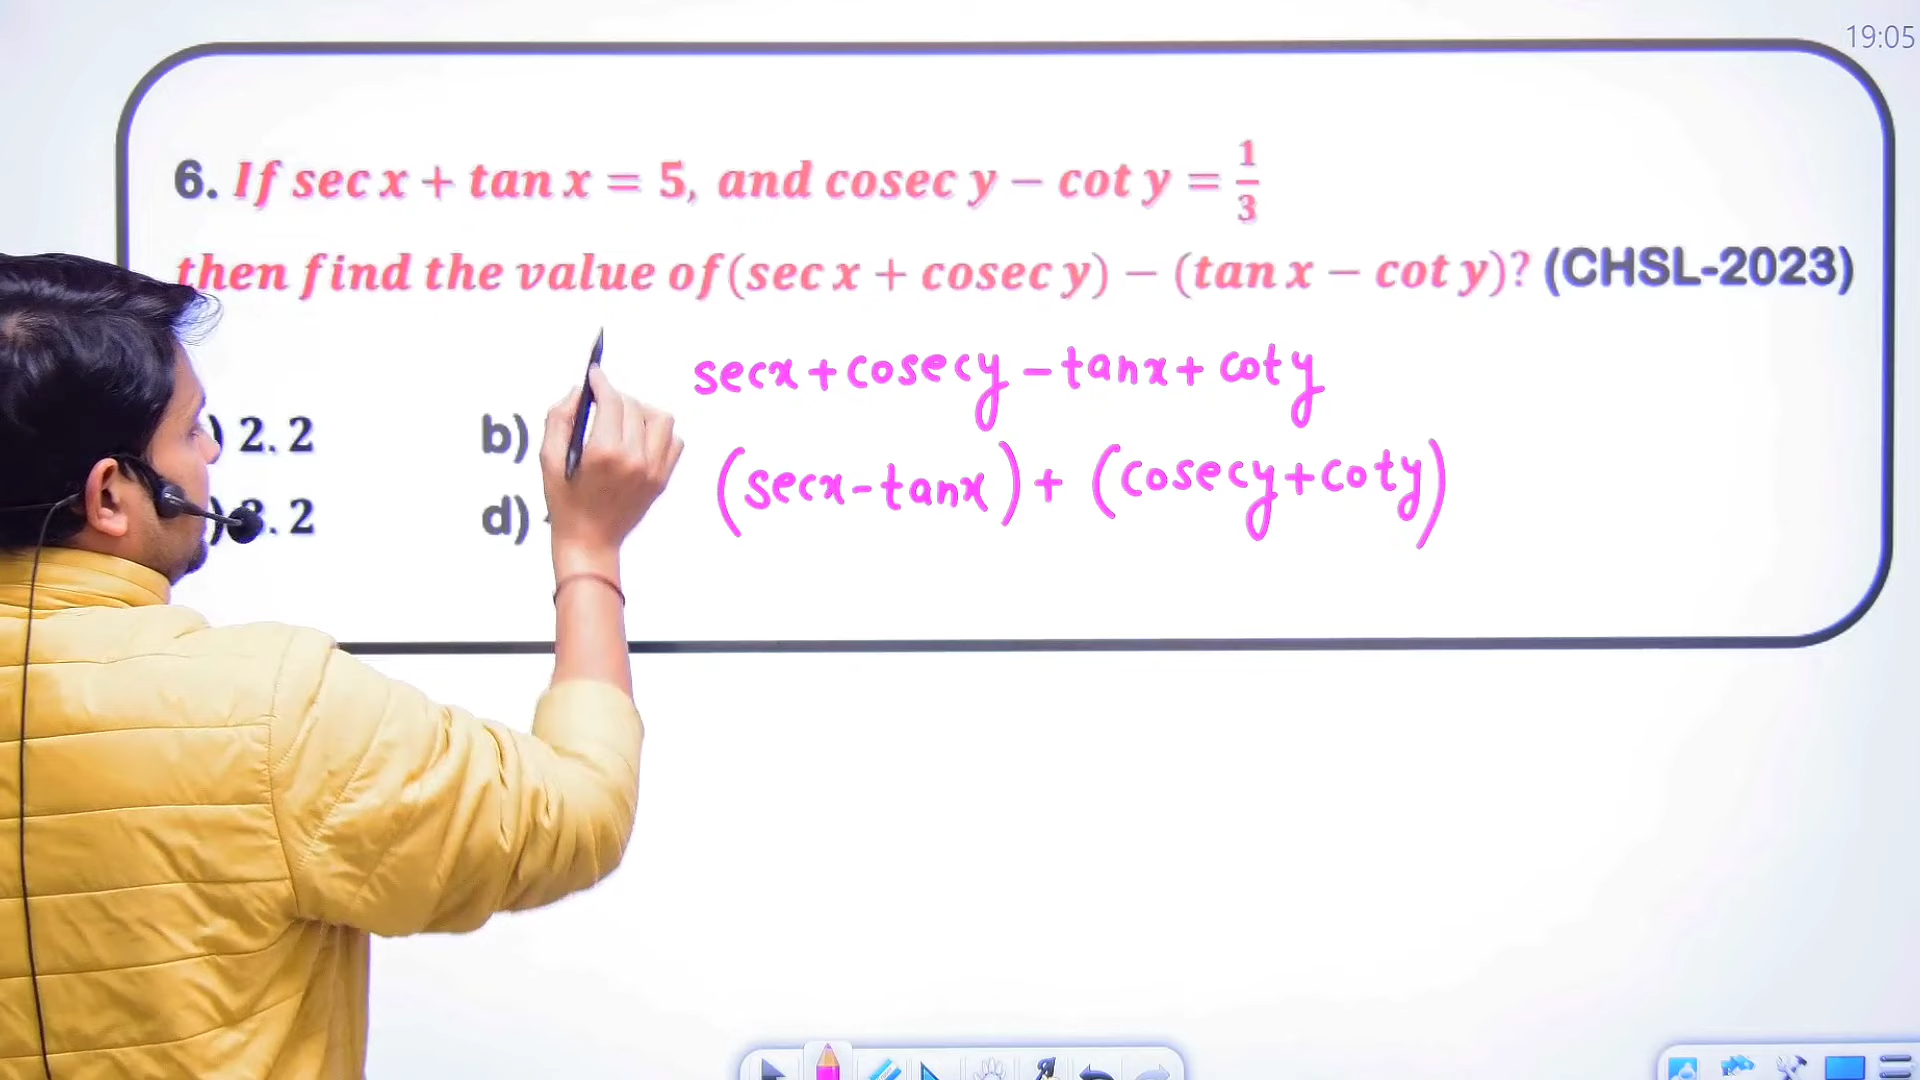 19:05
6. If sec x + tan x = 5, and cosec y − cot y = 1/3
then find the value of (sec x + cosec y) − (tan x − cot y)? (CHSL-2023)
secx + cosecy - tanx + coty
) 2.2 b)
(secx - tanx) + (cosecy + coty)
) 3.2 d)